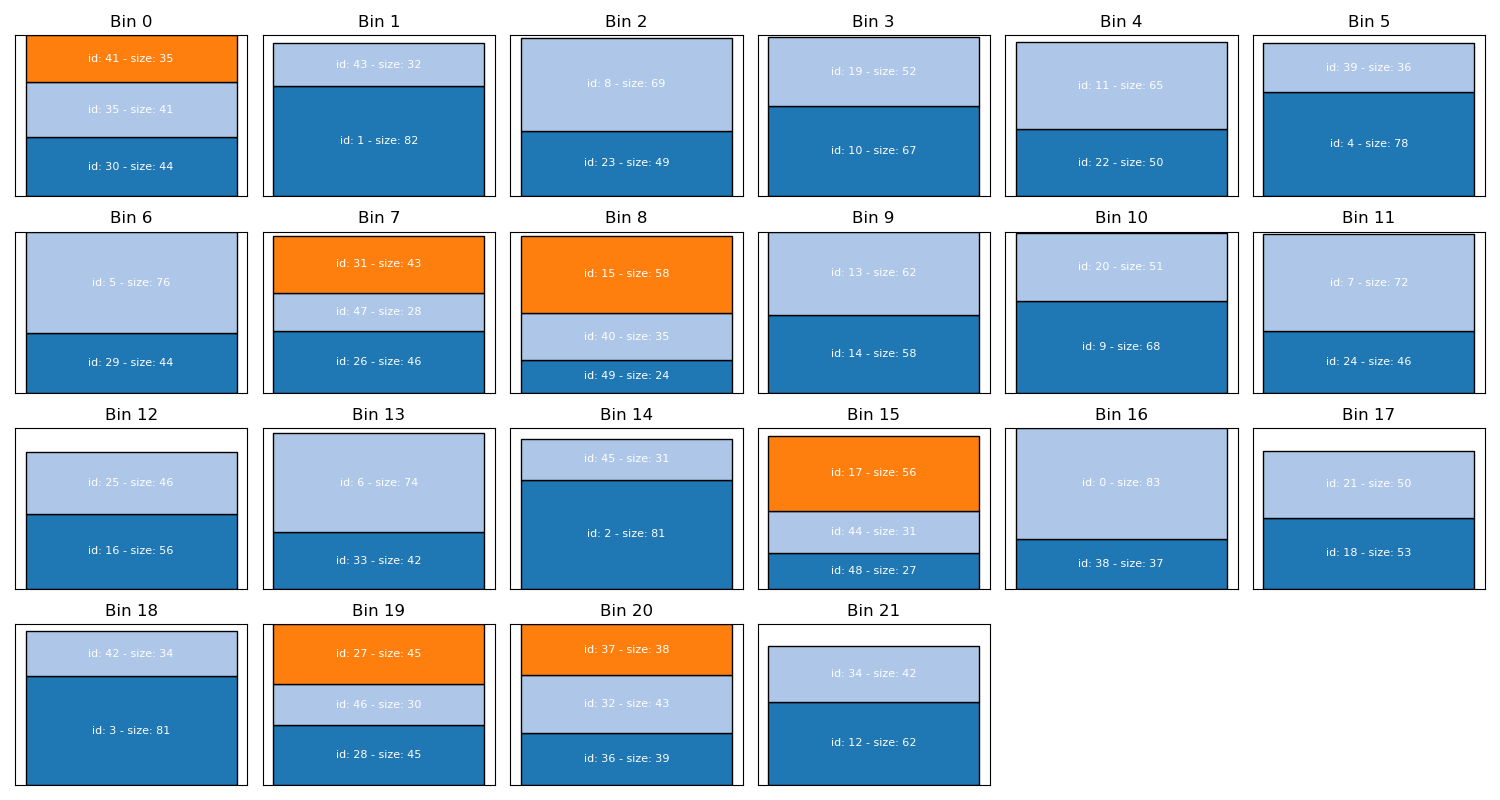 Bin 0
id: 41 - size: 35
id: 35 - size: 41
id: 30 - size: 44
Bin 1
id: 43 - size: 32
id: 1 - size: 82
Bin 2
id: 8 - size: 69
id: 23 - size: 49
Bin 3
id: 19 - size: 52
id: 10 - size: 67
Bin 4
id: 11 - size: 65
id: 22 - size: 50
Bin 5
id: 39 - size: 36
id: 4 - size: 78
Bin 6
id: 5 - size: 76
id: 29 - size: 44
Bin 7
id: 31 - size: 43
id: 47 - size: 28
id: 26 - size: 46
Bin 8
id: 15 - size: 58
id: 40 - size: 35
id: 49 - size: 24
Bin 9
id: 13 - size: 62
id: 14 - size: 58
Bin 10
id: 20 - size: 51
id: 9 - size: 68
Bin 11
id: 7 - size: 72
id: 24 - size: 46
Bin 12
id: 25 - size: 46
id: 16 - size: 56
Bin 13
id: 6 - size: 74
id: 33 - size: 42
Bin 14
id: 45 - size: 31
id: 2 - size: 81
Bin 15
id: 17 - size: 56
id: 44 - size: 31
id: 48 - size: 27
Bin 16
id: 0 - size: 83
id: 38 - size: 37
Bin 17
id: 21 - size: 50
id: 18 - size: 53
Bin 18
id: 42 - size: 34
id: 3 - size: 81
Bin 19
id: 27 - size: 45
id: 46 - size: 30
id: 28 - size: 45
Bin 20
id: 37 - size: 38
id: 32 - size: 43
id: 36 - size: 39
Bin 21
id: 34 - size: 42
id: 12 - size: 62